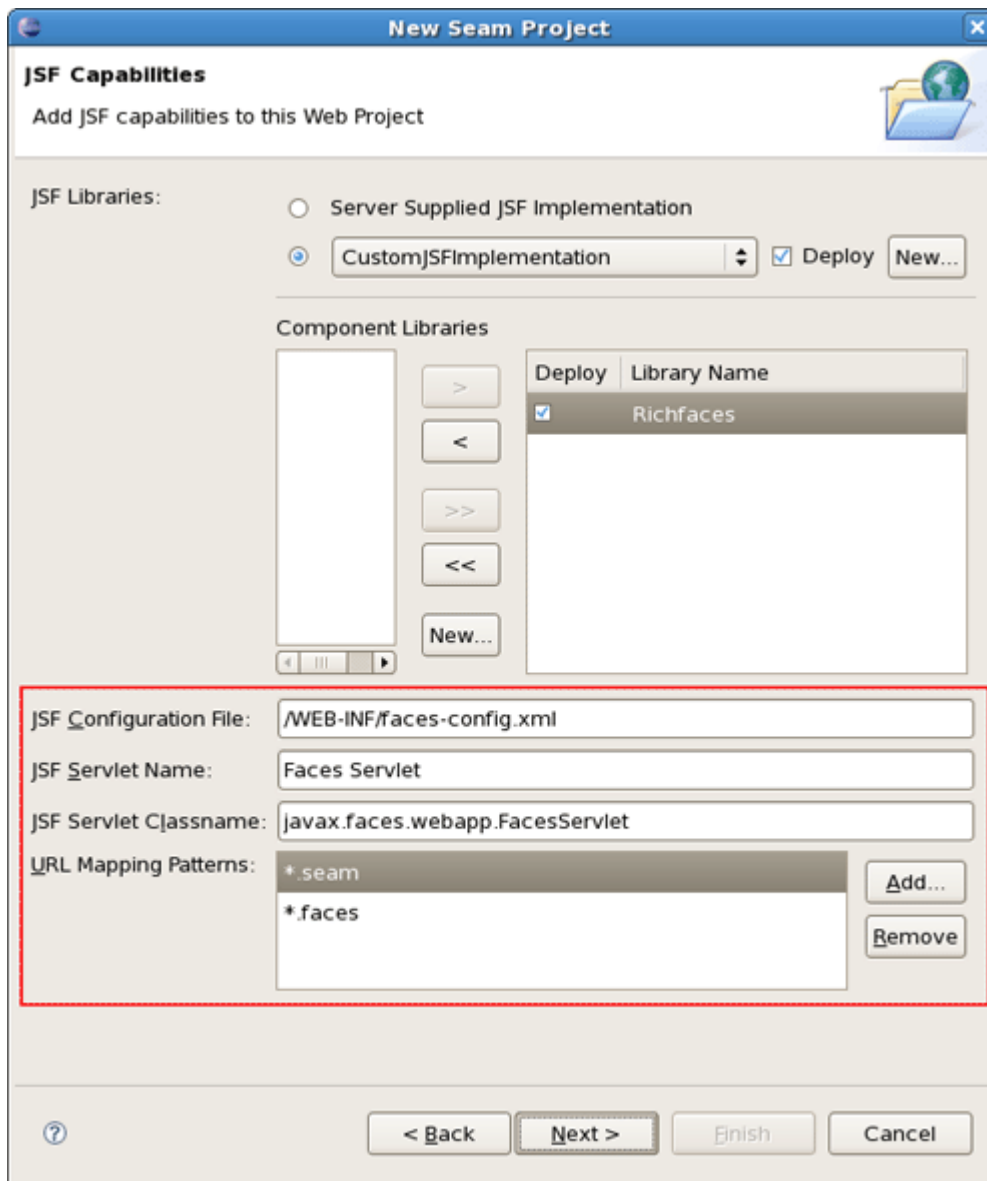 New Seam Project
JSF Capabilities
Add JSF capabilities to this Web Project
JSF Libraries:
Server Supplied JSF Implementation
CustomJSFImplementation Deploy New...
Component Libraries
Deploy Library Name
> Richfaces
<
>>
<<
New...
JSF Configuration File: /WEB-INF/faces-config.xml
JSF Servlet Name: Faces Servlet
JSF Servlet Classname: javax.faces.webapp.FacesServlet
URL Mapping Patterns: *.seam Add...
*.faces Remove
? < Back Next > Finish Cancel